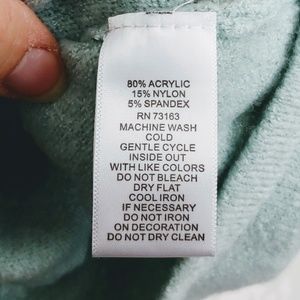 80% ACRYLIC
15% NYLON
5% SPANDEX
RN 73163
MACHINE WASH
COLD
GENTLE CYCLE
INSIDE OUT
WITH LIKE COLORS
DO NOT BLEACH
DRY FLAT
COOL IRON
IF NECESSARY
DO NOT IRON
ON DECORATION
DO NOT DRY CLEAN